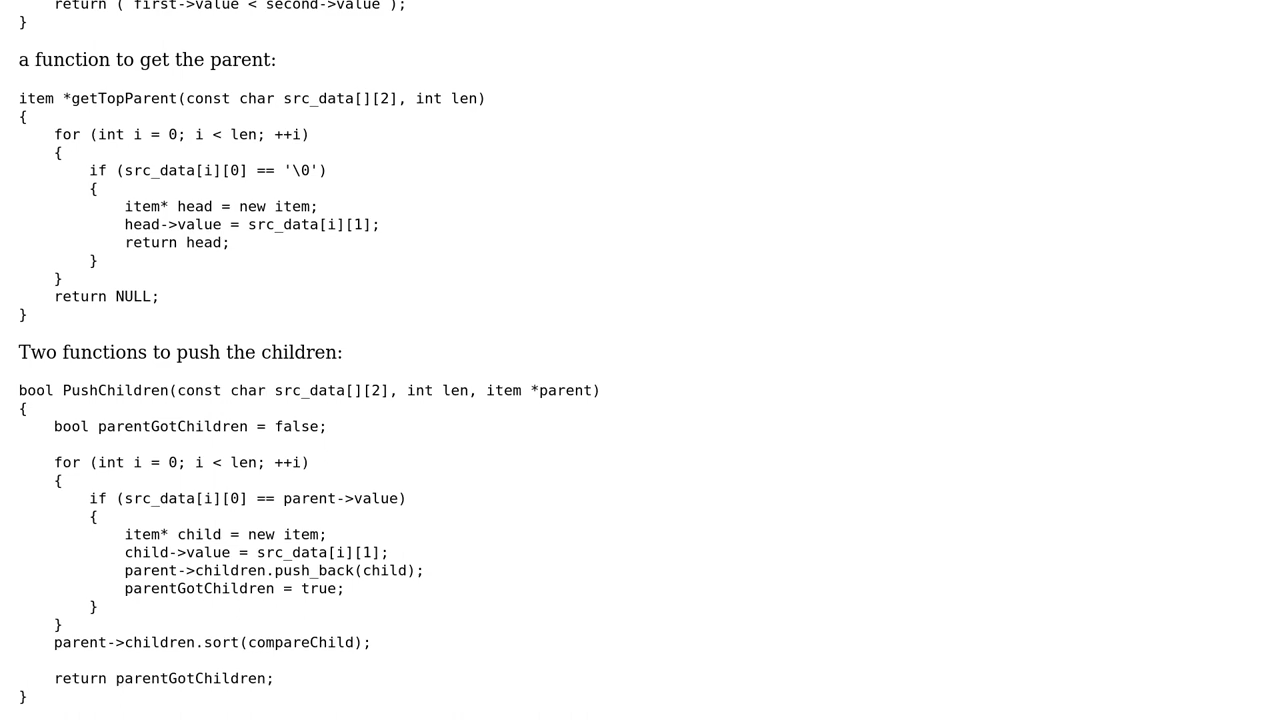 return ( first->value < second->value );
}
a function to get the parent:
item *getTopParent(const char src_data[][2], int len)
{
    for (int i = 0; i < len; ++i)
    {
        if (src_data[i][0] == '\0')
        {
            item* head = new item;
            head->value = src_data[i][1];
            return head;
        }
    }
    return NULL;
}
Two functions to push the children:
bool PushChildren(const char src_data[][2], int len, item *parent)
{
    bool parentGotChildren = false;

    for (int i = 0; i < len; ++i)
    {
        if (src_data[i][0] == parent->value)
        {
            item* child = new item;
            child->value = src_data[i][1];
            parent->children.push_back(child);
            parentGotChildren = true;
        }
    }
    parent->children.sort(compareChild);

    return parentGotChildren;
}